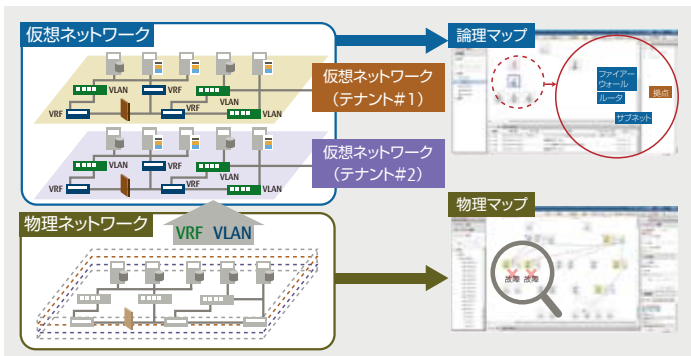 仮想ネットワーク
論理マップ
仮想ネットワーク
(テナント#1)
VLAN
VRF
VLAN
VRF
VLAN
ファイアー
ウォール
ルータ
拠点
サブネット
仮想ネットワーク
(テナント#2)
VLAN
VRF
VRF
VLAN
VRF
VLAN
物理ネットワーク
VRF VLAN
物理マップ
故障 故障